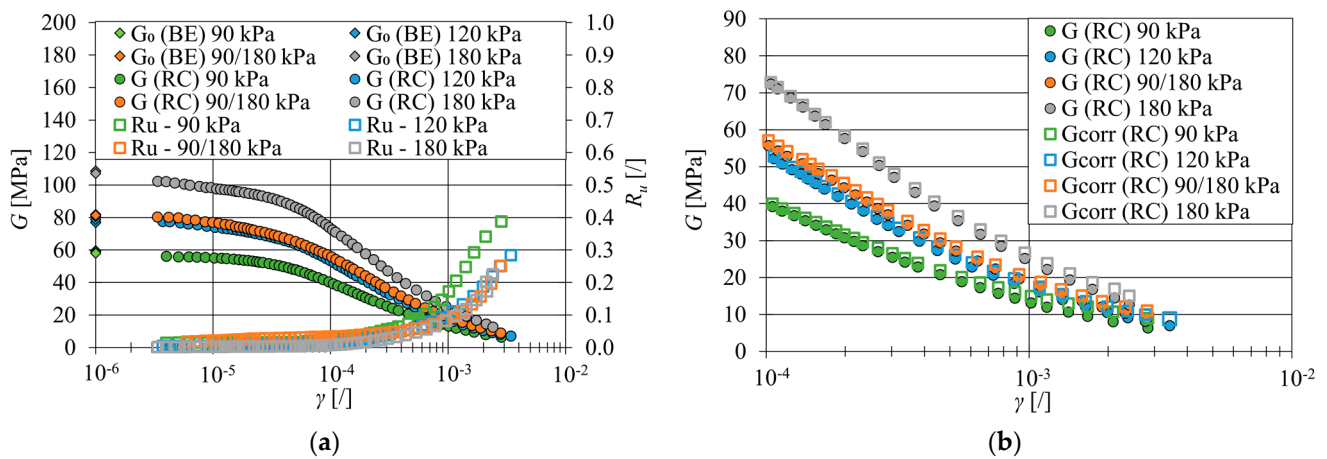 G₀ (BE) 90 kPa
G₀ (BE) 120 kPa
G₀ (BE) 90/180 kPa
G₀ (BE) 180 kPa
G (RC) 90 kPa
G (RC) 120 kPa
G (RC) 90/180 kPa
G (RC) 180 kPa
Ru - 90 kPa
Ru - 120 kPa
Ru - 90/180 kPa
Ru - 180 kPa
G [MPa]
200
180
160
140
120
100
80
60
40
20
0
1.0
0.9
0.8
0.7
0.6
0.5
0.4
0.3
0.2
0.1
0.0
Rᵤ [/]
10⁻⁶
10⁻⁵
10⁻⁴
10⁻³
10⁻²
γ [/]
(a)
G (RC) 90 kPa
G (RC) 120 kPa
G (RC) 90/180 kPa
G (RC) 180 kPa
Gcorr (RC) 90 kPa
Gcorr (RC) 120 kPa
Gcorr (RC) 90/180 kPa
Gcorr (RC) 180 kPa
G [MPa]
90
80
70
60
50
40
30
20
10
0
10⁻⁴
10⁻³
10⁻²
γ [/]
(b)